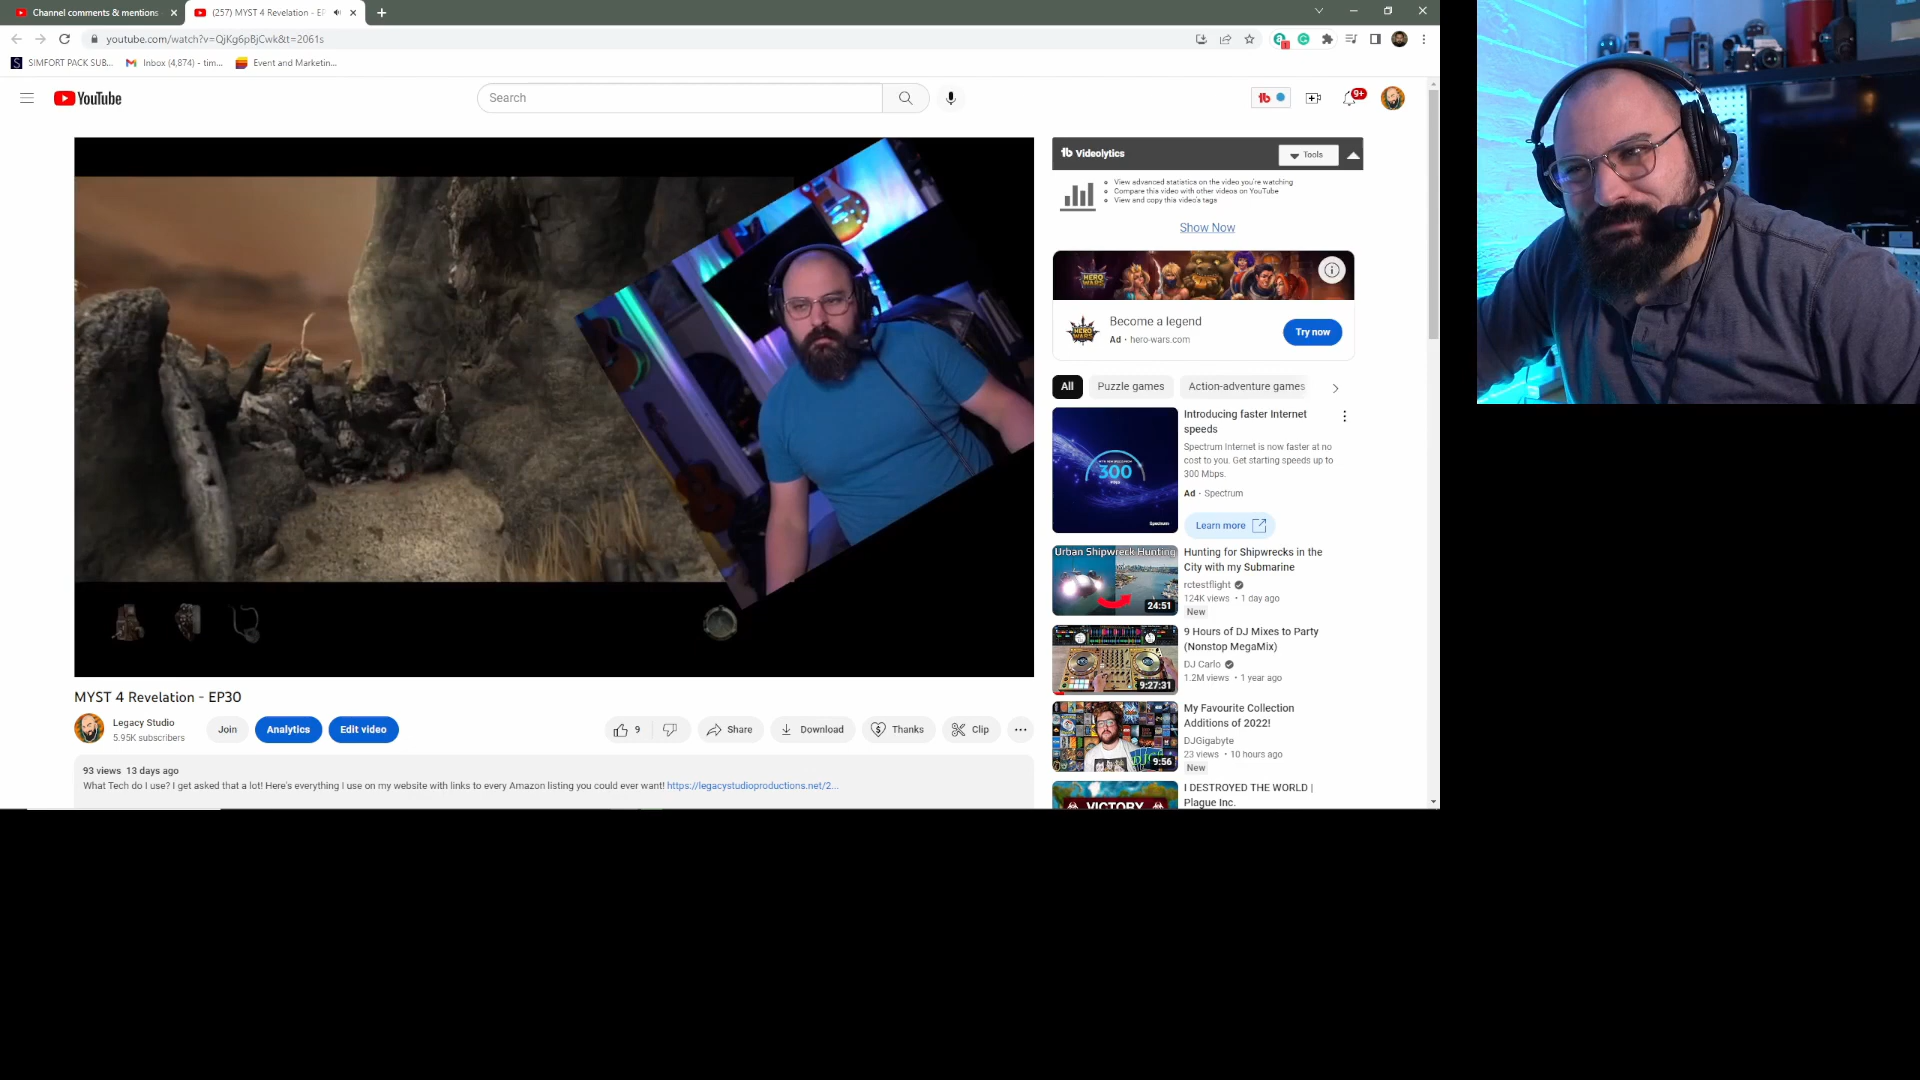 Channel comments & mentions
(257) MYST 4 Revelation - EP
youtube.com/watch?v=QjKg6pBjCwk&t=2061s
SIMFORT PACK SUB...
Inbox (4,874) - tim...
Event and Marketin...
YouTube
Search
9+
Videolytics
Tools
View advanced statistics on the video you're watching
Compare this video with other videos on YouTube
View and copy this video's tags
Show Now
HERO WARS
Become a legend
Ad · hero-wars.com
Try now
All
Puzzle games
Action-adventure games
Introducing faster Internet
speeds
Spectrum Internet is now faster at no
cost to you. Get starting speeds up to
300 Mbps.
Ad · Spectrum
Learn more
300
Mbps
Spectrum
Urban Shipwreck Hunting
24:51
Hunting for Shipwrecks in the
City with my Submarine
rctestflight
124K views • 1 day ago
New
9:27:31
9 Hours of DJ Mixes to Party
(Nonstop MegaMix)
DJ Carlo
1.2M views • 1 year ago
9:56
My Favourite Collection
Additions of 2022!
DJGigabyte
23 views • 10 hours ago
New
VICTORY
I DESTROYED THE WORLD |
Plague Inc.
MYST 4 Revelation - EP30
Legacy Studio
5.95K subscribers
Join
Analytics
Edit video
9
Share
Download
Thanks
Clip
93 views 13 days ago
What Tech do I use? I get asked that a lot! Here's everything I use on my website with links to every Amazon listing you could ever want! https://legacystudioproductions.net/2...